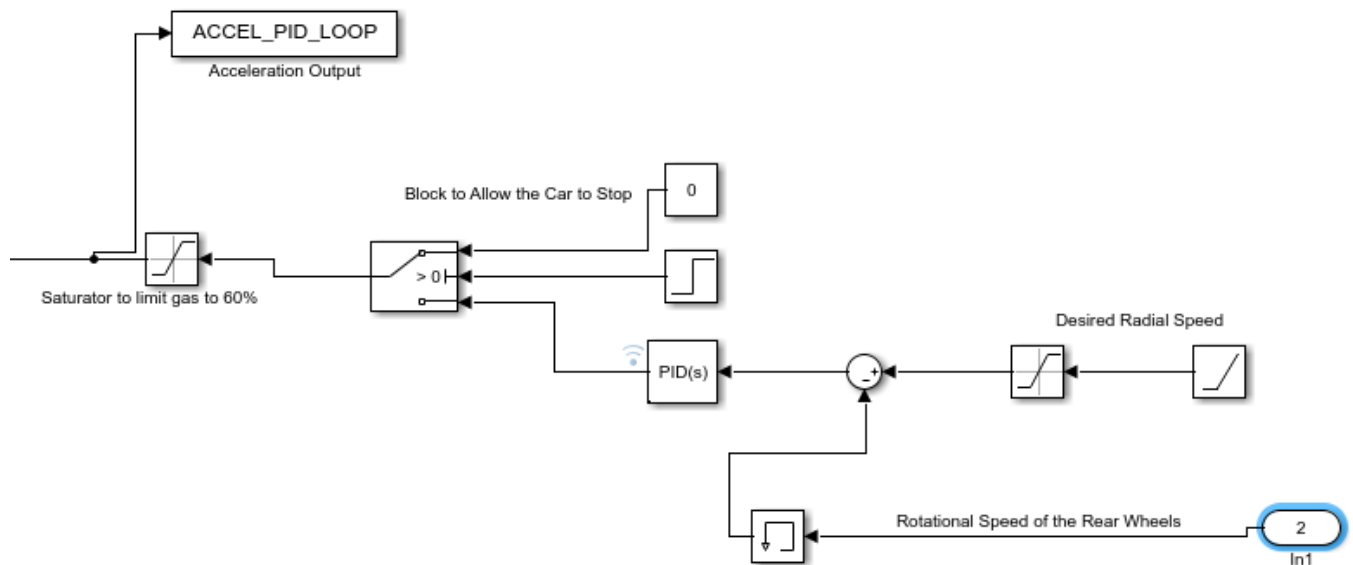 ACCEL_PID_LOOP
Acceleration Output
Block to Allow the Car to Stop
0
> 0
Saturator to limit gas to 60%
Desired Radial Speed
PID(s)
+
−
Rotational Speed of the Rear Wheels
2
In1